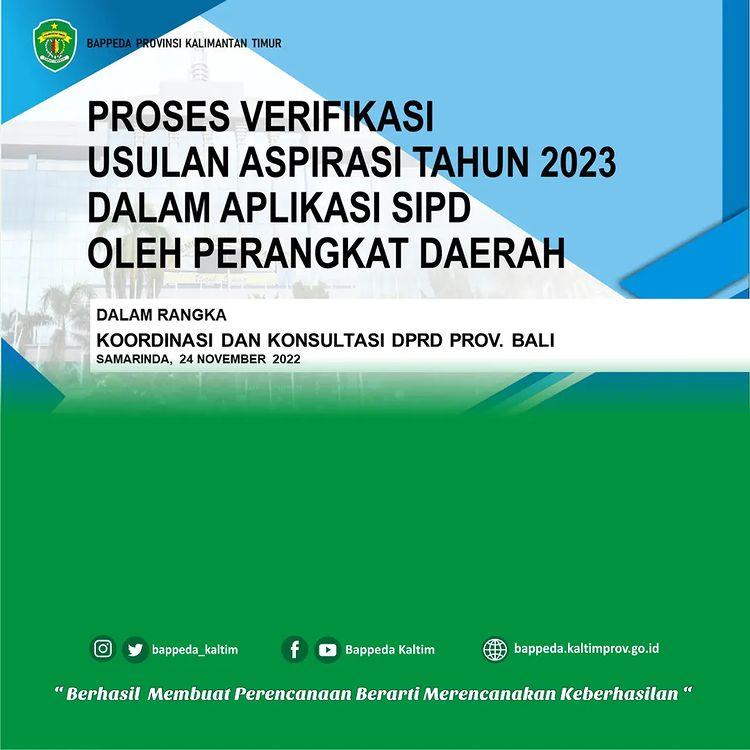 BAPPEDA PROVINSI KALIMANTAN TIMUR
PROSES VERIFIKASI
USULAN ASPIRASI TAHUN 2023
DALAM APLIKASI SIPD
OLEH PERANGKAT DAERAH
DALAM RANGKA
KOORDINASI DAN KONSULTASI DPRD PROV. BALI
SAMARINDA, 24 NOVEMBER 2022
bappeda_kaltim
Bappeda Kaltim
bappeda.kaltimprov.go.id
“ Berhasil Membuat Perencanaan Berarti Merencanakan Keberhasilan “